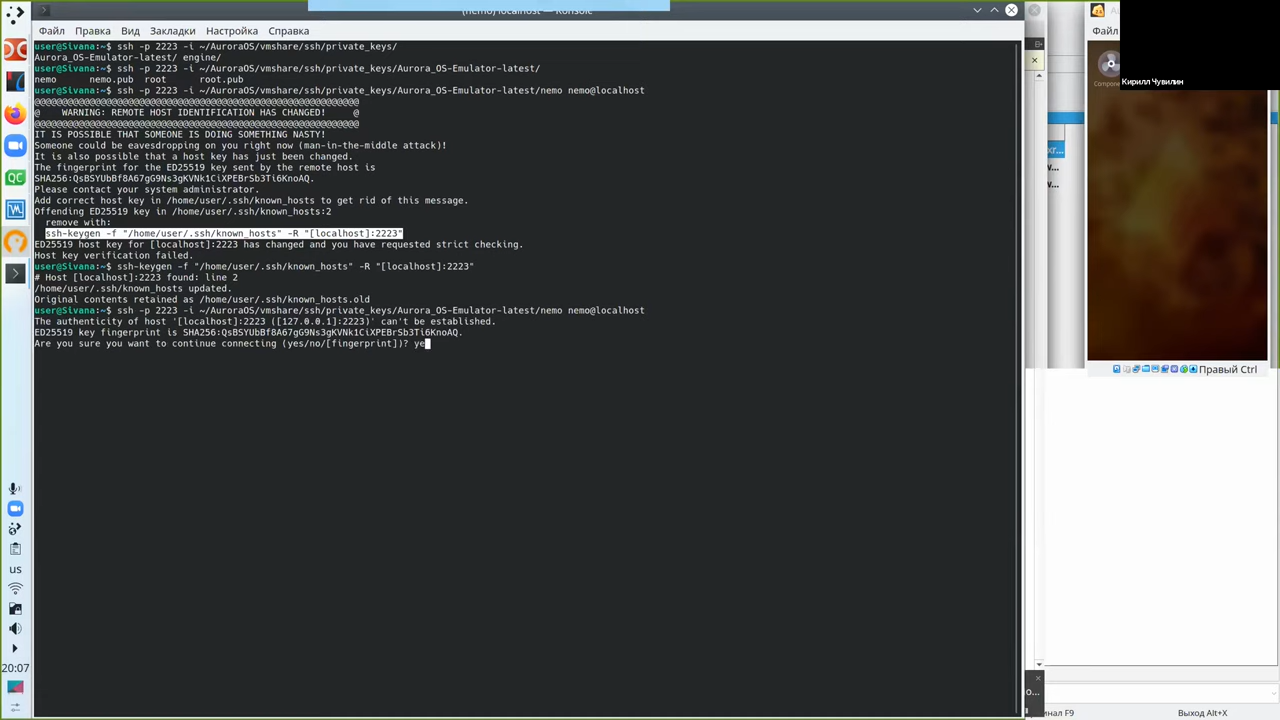 (nemo) localhost — Konsole
Файл Правка Вид Закладки Настройка Справка
user@Sivana:~$ ssh -p 2223 -i ~/AuroraOS/vmshare/ssh/private_keys/
Aurora_OS-Emulator-latest/ engine/
user@Sivana:~$ ssh -p 2223 -i ~/AuroraOS/vmshare/ssh/private_keys/Aurora_OS-Emulator-latest/
nemo nemo.pub root root.pub
user@Sivana:~$ ssh -p 2223 -i ~/AuroraOS/vmshare/ssh/private_keys/Aurora_OS-Emulator-latest/nemo nemo@localhost
@@@@@@@@@@@@@@@@@@@@@@@@@@@@@@@@@@@@@@@@@@@@@@@@@@@@@@@@@@@
@ WARNING: REMOTE HOST IDENTIFICATION HAS CHANGED! @
@@@@@@@@@@@@@@@@@@@@@@@@@@@@@@@@@@@@@@@@@@@@@@@@@@@@@@@@@@@
IT IS POSSIBLE THAT SOMEONE IS DOING SOMETHING NASTY!
Someone could be eavesdropping on you right now (man-in-the-middle attack)!
It is also possible that a host key has just been changed.
The fingerprint for the ED25519 key sent by the remote host is
SHA256:QsBSYUbBf8A67gG9Ns3gKVNk1CiXPEBrSb3Ti6KnoAQ.
Please contact your system administrator.
Add correct host key in /home/user/.ssh/known_hosts to get rid of this message.
Offending ED25519 key in /home/user/.ssh/known_hosts:2
remove with:
ssh-keygen -f "/home/user/.ssh/known_hosts" -R "[localhost]:2223"
ED25519 host key for [localhost]:2223 has changed and you have requested strict checking.
Host key verification failed.
user@Sivana:~$ ssh-keygen -f "/home/user/.ssh/known_hosts" -R "[localhost]:2223"
# Host [localhost]:2223 found: line 2
/home/user/.ssh/known_hosts updated.
Original contents retained as /home/user/.ssh/known_hosts.old
user@Sivana:~$ ssh -p 2223 -i ~/AuroraOS/vmshare/ssh/private_keys/Aurora_OS-Emulator-latest/nemo nemo@localhost
The authenticity of host '[localhost]:2223 ([127.0.0.1]:2223)' can't be established.
ED25519 key fingerprint is SHA256:QsBSYUbBf8A67gG9Ns3gKVNk1CiXPEBrSb3Ti6KnoAQ.
Are you sure you want to continue connecting (yes/no/[fingerprint])? ye
Файл
Кирилл Чувилин
Правый Ctrl
QC
us
20:07
F9
Выход Alt+X